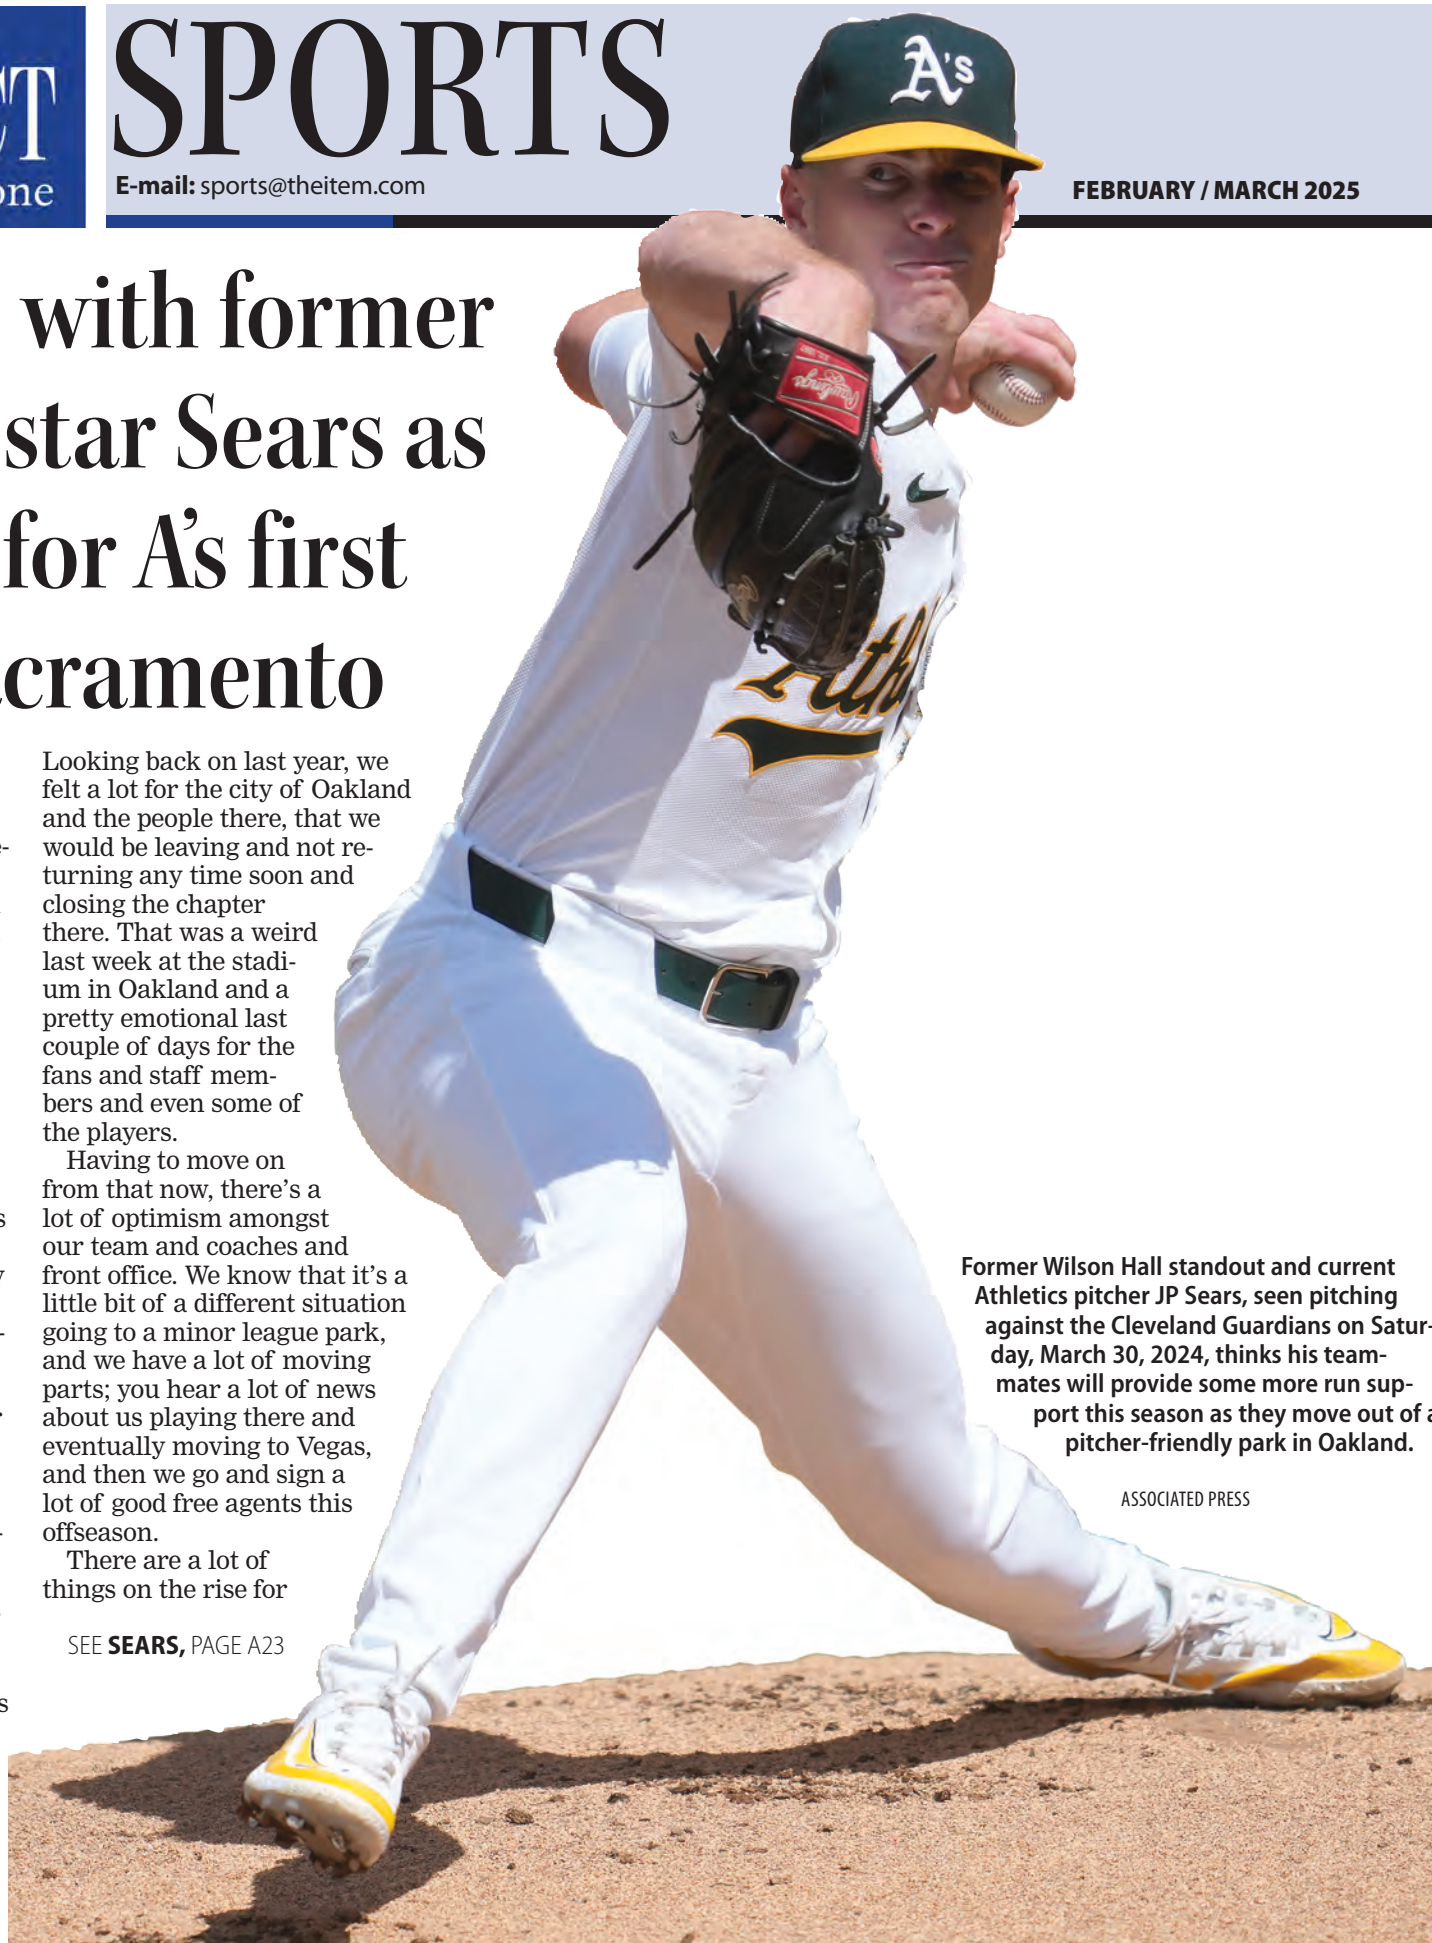 CT
one
SPORTS
E-mail: sports@theitem.com
FEBRUARY / MARCH 2025
A's
Rawlings
Ath
with former
star Sears as
for A's first
cramento
Looking back on last year, we
felt a lot for the city of Oakland
and the people there, that we
would be leaving and not re-
turning any time soon and
closing the chapter
there. That was a weird
last week at the stadi-
um in Oakland and a
pretty emotional last
couple of days for the
fans and staff mem-
bers and even some of
the players.
Having to move on
from that now, there's a
lot of optimism amongst
our team and coaches and
front office. We know that it's a
little bit of a different situation
going to a minor league park,
and we have a lot of moving
parts; you hear a lot of news
about us playing there and
eventually moving to Vegas,
and then we go and sign a
lot of good free agents this
offseason.
There are a lot of
things on the rise for
SEE SEARS, PAGE A23
Former Wilson Hall standout and current
Athletics pitcher JP Sears, seen pitching
against the Cleveland Guardians on Satur-
day, March 30, 2024, thinks his team-
mates will provide some more run sup-
port this season as they move out of a
pitcher-friendly park in Oakland.
ASSOCIATED PRESS